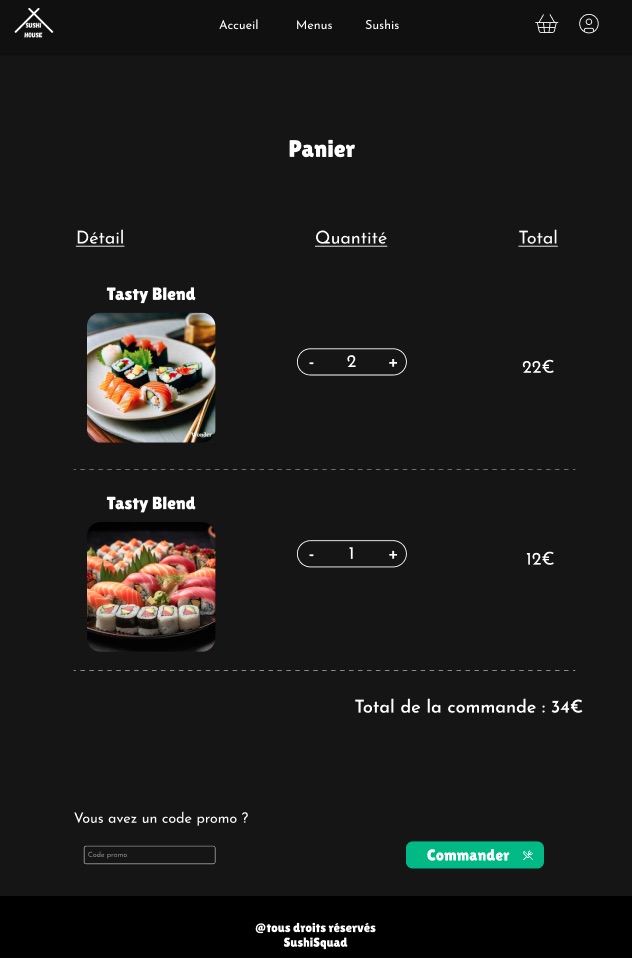 SUSHI
HOUSE
Accueil Menus Sushis
Panier
Détail Quantité Total
Tasty Blend
- 2 + 22€
Wonder
Tasty Blend
- 1 + 12€
Total de la commande : 34€
Vous avez un code promo ?
Code promo
Commander
@tous droits réservés
SushiSquad